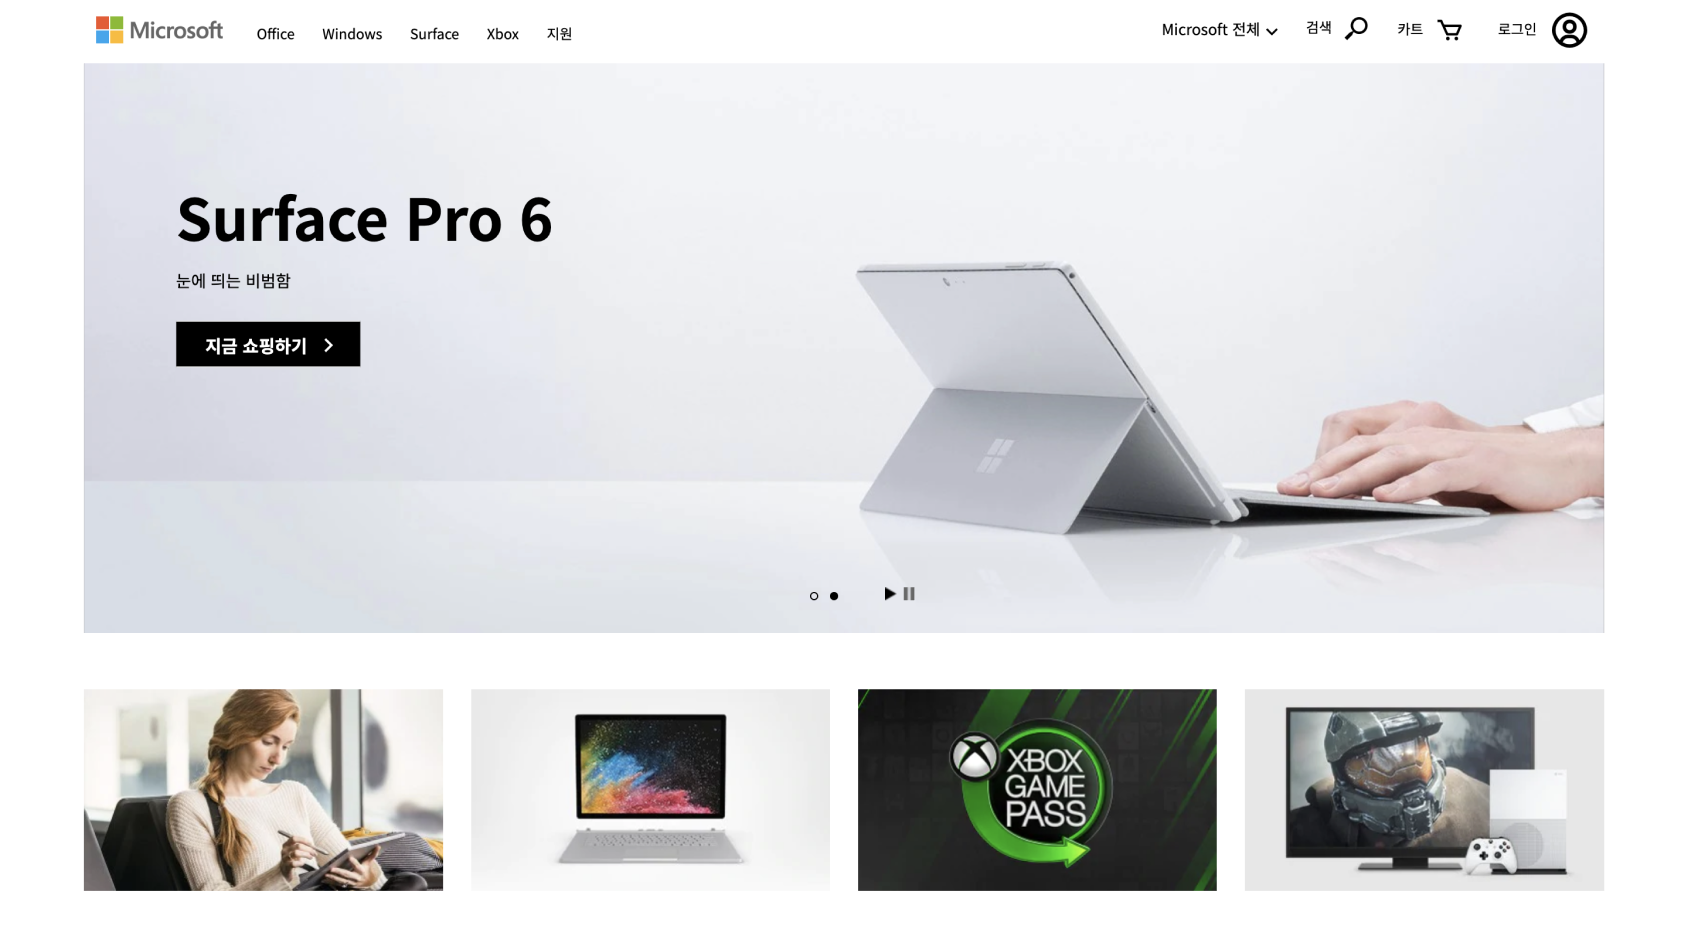 Microsoft
Office
Windows
Surface
Xbox
지원
Microsoft 전체
검색
카트
로그인
Surface Pro 6
눈에 띄는 비범함
지금 쇼핑하기
XBOX
GAME
PASS